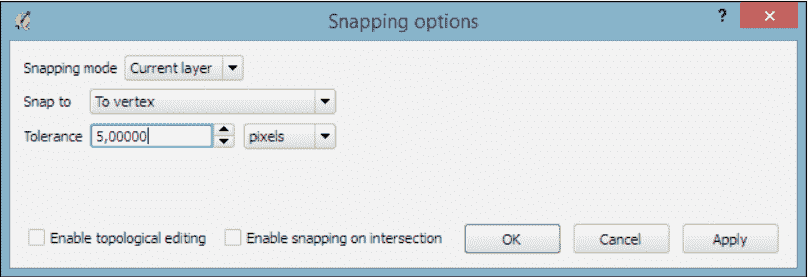 Snapping options
?
Snapping mode Current layer
Snap to To vertex
Tolerance 5,00000 pixels
Enable topological editing Enable snapping on intersection OK Cancel Apply